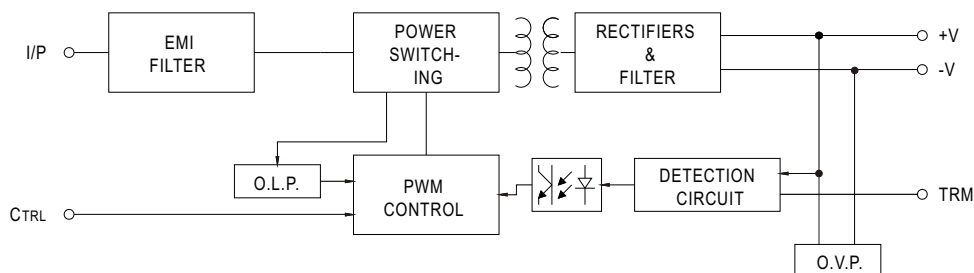 I/P
EMI
FILTER
POWER
SWITCH-
ING
RECTIFIERS
&
FILTER
+V
-V
O.L.P.
PWM
CONTROL
DETECTION
CIRCUIT
TRM
CTRL
O.V.P.